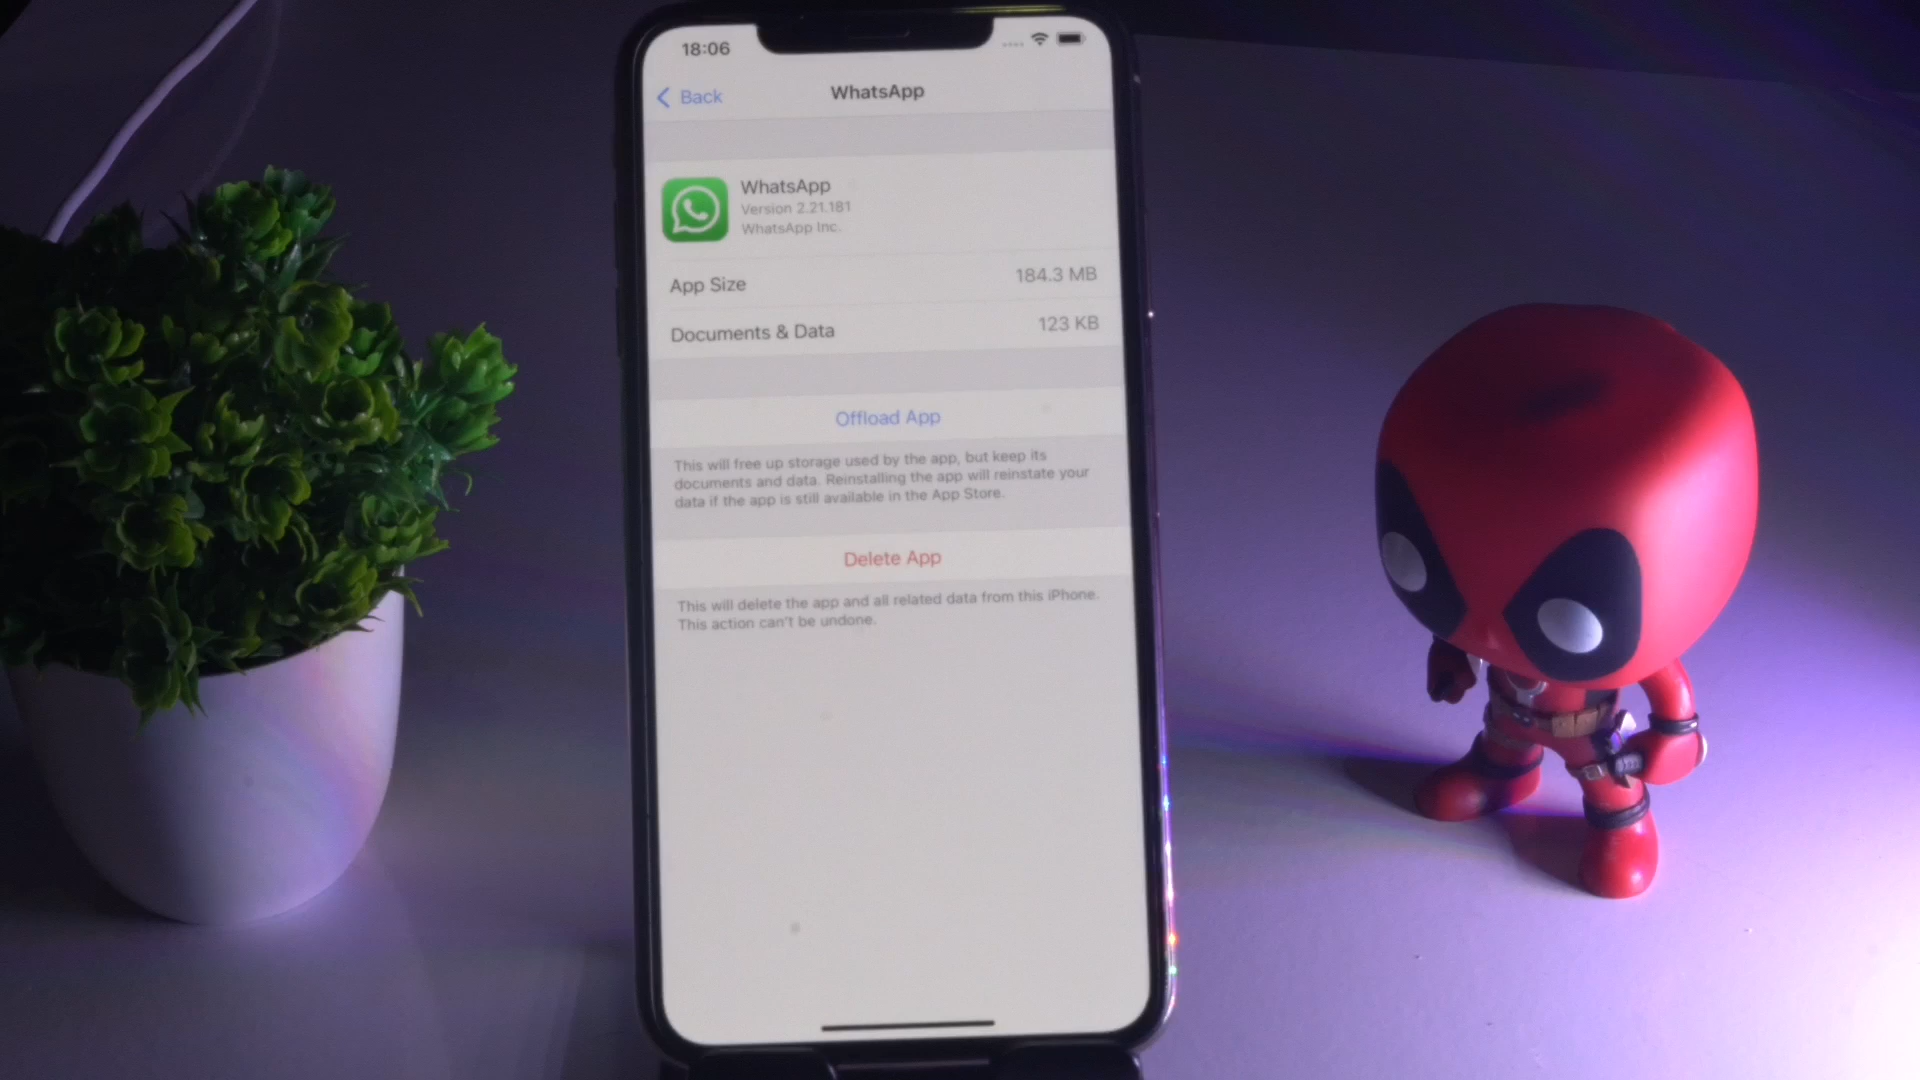 18:06
Back
WhatsApp
WhatsApp
Version 2.21.181
WhatsApp Inc.
App Size
184.3 MB
Documents & Data
123 KB
Offload App
This will free up storage used by the app, but keep its
documents and data. Reinstalling the app will reinstate your
data if the app is still available in the App Store.
Delete App
This will delete the app and all related data from this iPhone.
This action can't be undone.